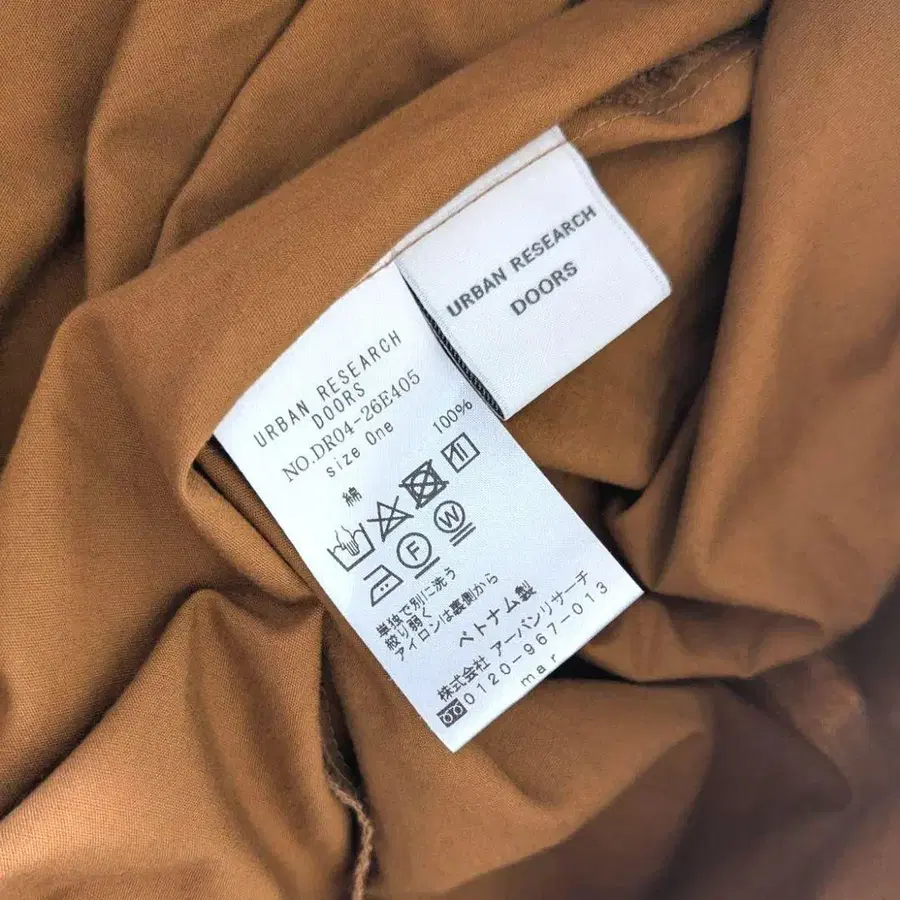 URBAN RESEARCH
DOORS
URBAN RESEARCH
DOORS
NO.DR04-26E405
size One
綿 100%
F W
単独で別に洗う
絞り弱く
アイロンは裏側から
ベトナム製
株式会社 アーバンリサーチ
0120-967-013
mar